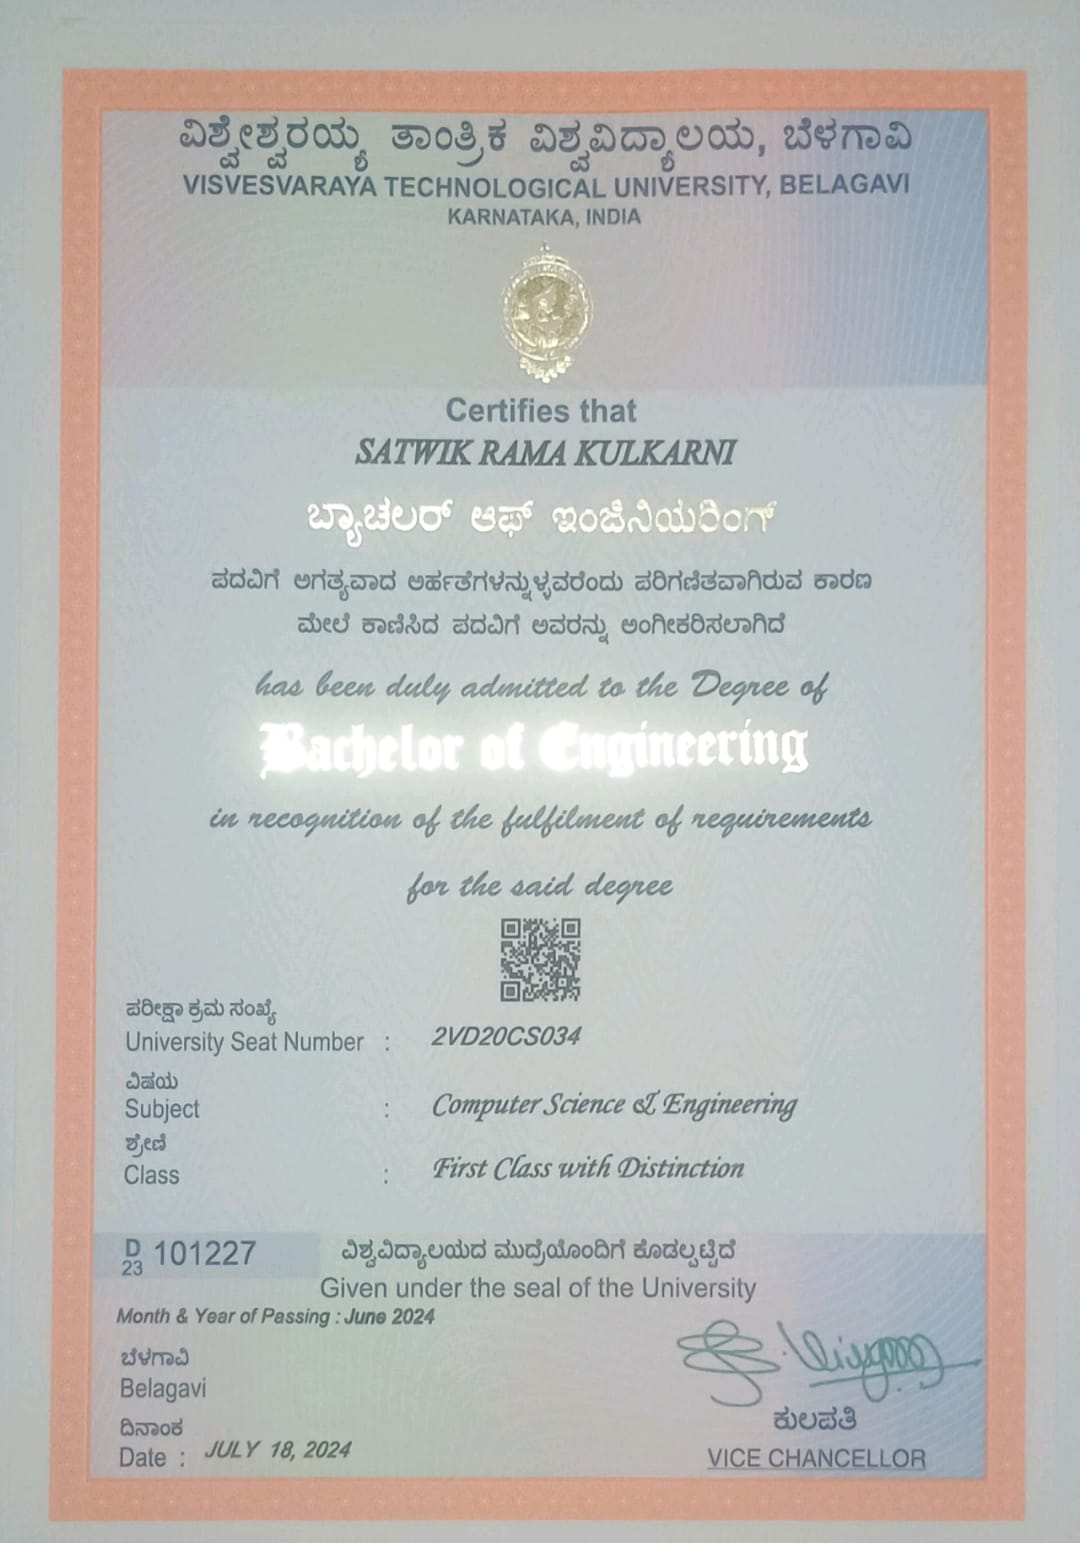 ವಿಶ್ವೇಶ್ವರಯ್ಯ ತಾಂತ್ರಿಕ ವಿಶ್ವವಿದ್ಯಾಲಯ, ಬೆಳಗಾವಿ
VISVESVARAYA TECHNOLOGICAL UNIVERSITY, BELAGAVI
KARNATAKA, INDIA
Certifies that
SATWIK RAMA KULKARNI
ಬ್ಯಾಚಲರ್ ಆಫ್ ಇಂಜಿನಿಯರಿಂಗ್
ಪದವಿಗೆ ಅಗತ್ಯವಾದ ಅರ್ಹತೆಗಳನ್ನುಳ್ಳವರೆಂದು ಪರಿಗಣಿತವಾಗಿರುವ ಕಾರಣ
ಮೇಲೆ ಕಾಣಿಸಿದ ಪದವಿಗೆ ಅವರನ್ನು ಅಂಗೀಕರಿಸಲಾಗಿದೆ
has been duly admitted to the Degree of
Bachelor of Engineering
in recognition of the fulfilment of requirements
for the said degree
ಪರೀಕ್ಷಾ ಕ್ರಮ ಸಂಖ್ಯೆ
University Seat Number : 2VD20CS034
ವಿಷಯ
Subject : Computer Science & Engineering
ಶ್ರೇಣಿ
Class : First Class with Distinction
D 23 101227
ವಿಶ್ವವಿದ್ಯಾಲಯದ ಮುದ್ರೆಯೊಂದಿಗೆ ಕೊಡಲ್ಪಟ್ಟಿದೆ
Given under the seal of the University
Month & Year of Passing : June 2024
ಬೆಳಗಾವಿ
Belagavi
ದಿನಾಂಕ
Date : JULY 18, 2024
ಕುಲಪತಿ
VICE CHANCELLOR